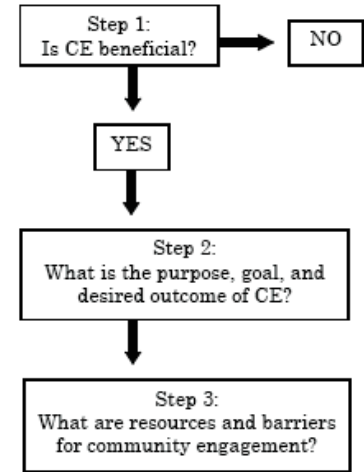 Step 1:
Is CE beneficial?
NO
YES
Step 2:
What is the purpose, goal, and
desired outcome of CE?
Step 3:
What are resources and barriers
for community engagement?